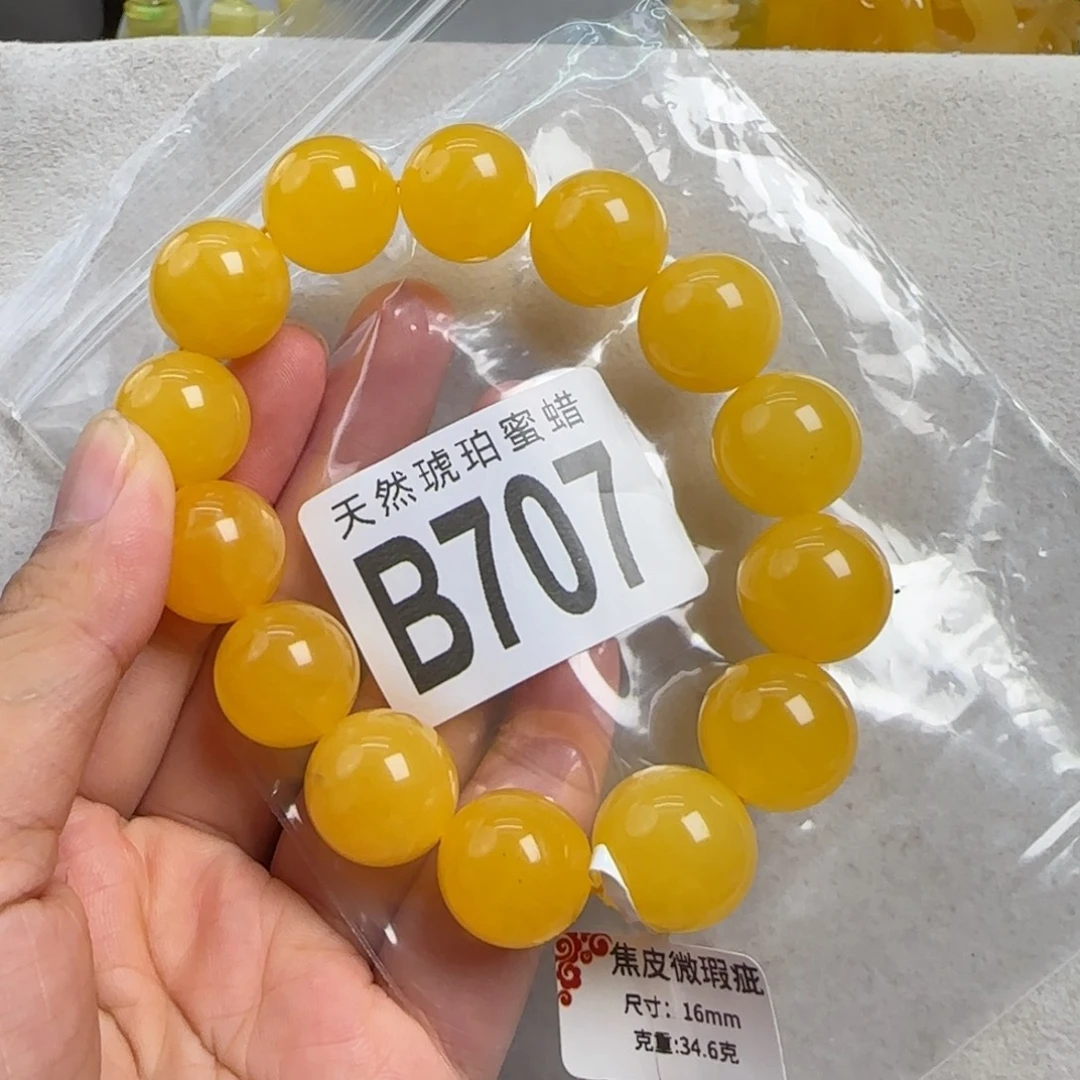 天然琥珀蜜蜡
B707
焦皮微瑕疵
尺寸：16mm
克重:34.6克